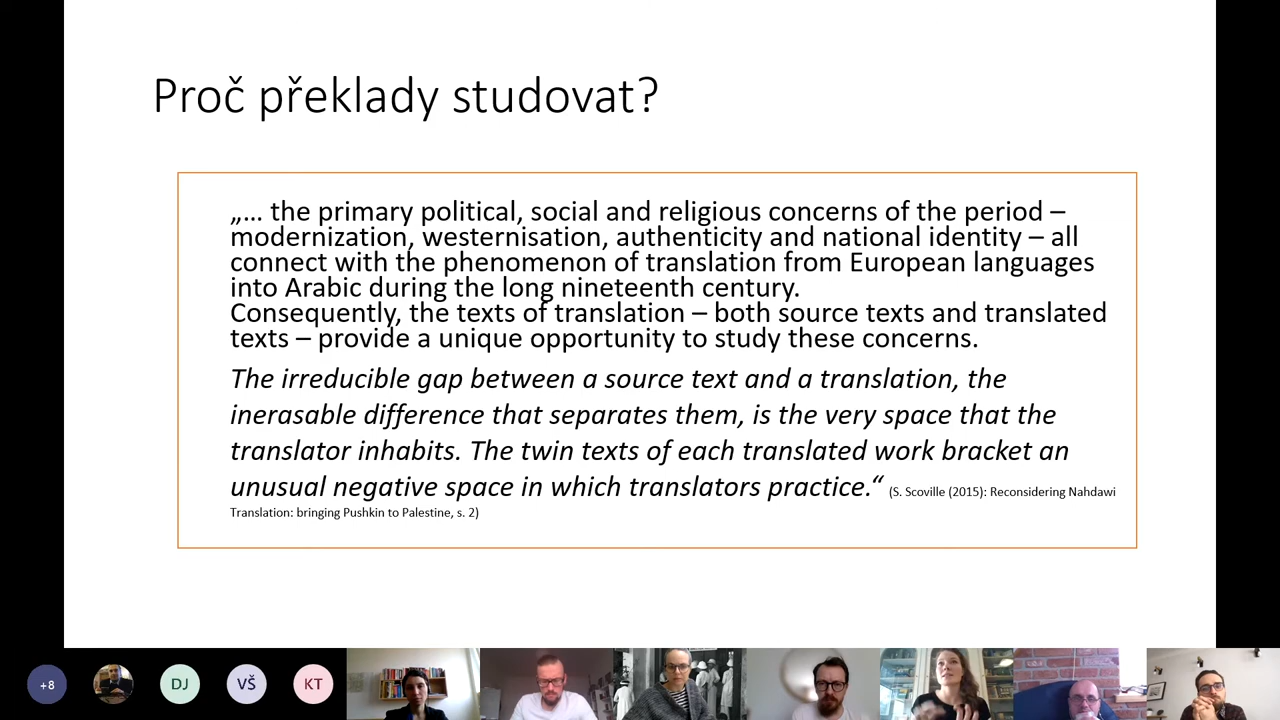 Proč překlady studovat?
„... the primary political, social and religious concerns of the period –
modernization, westernisation, authenticity and national identity – all
connect with the phenomenon of translation from European languages
into Arabic during the long nineteenth century.
Consequently, the texts of translation – both source texts and translated
texts – provide a unique opportunity to study these concerns.
The irreducible gap between a source text and a translation, the
inerasable difference that separates them, is the very space that the
translator inhabits. The twin texts of each translated work bracket an
unusual negative space in which translators practice.“ (S. Scoville (2015): Reconsidering Nahdawi
Translation: bringing Pushkin to Palestine, s. 2)
+8 DJ VŠ KT